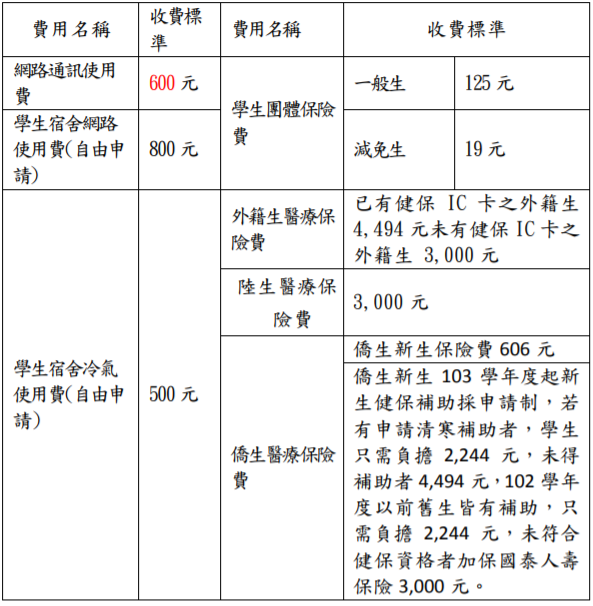 費用名稱
收費標
準
費用名稱
收費標準
網路通訊使用
費
600 元
學生團體保險
費
一般生
125 元
學生宿舍網路
使用費(自由申
請)
800 元
減免生
19 元
學生宿舍冷氣
使用費(自由申
請)
500 元
外籍生醫療保
險費
已有健保 IC 卡之外籍生
4,494 元未有健保 IC 卡之
外籍生 3,000 元
陸生醫療保
險費
3,000 元
僑生醫療保險
費
僑生新生保險費 606 元
僑生新生 103 學年度起新
生健保補助採申請制，若
有申請清寒補助者，學生
只需負擔 2,244 元，未得
補助者 4,494 元，102 學年
度以前舊生皆有補助，只
需負擔 2,244 元，未符合
健保資格者加保國泰人壽
保險 3,000 元。